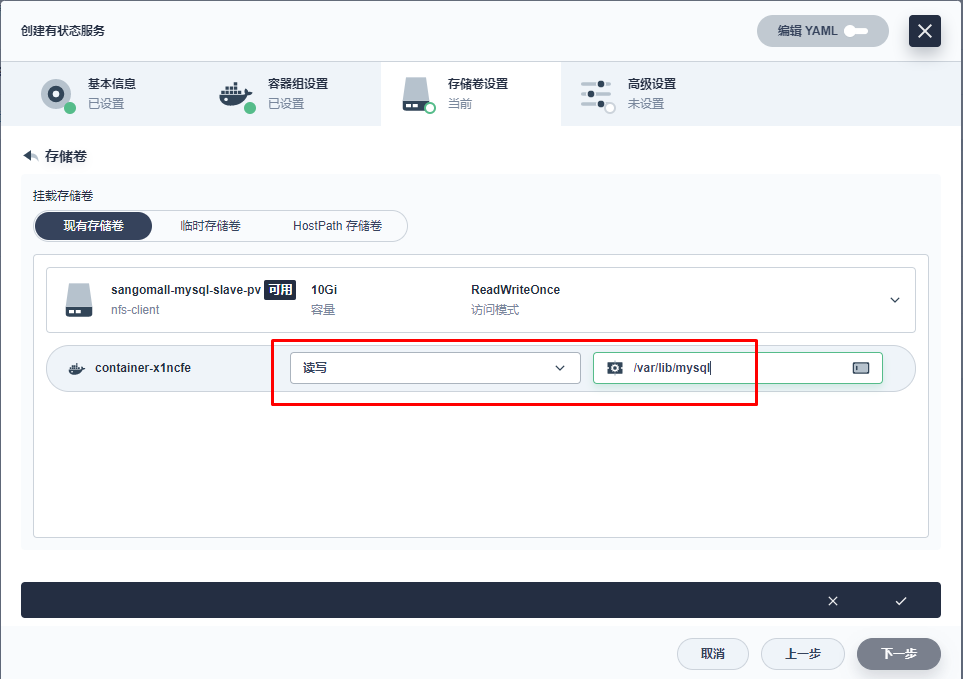 创建有状态服务
编辑 YAML
基本信息
已设置
容器组设置
已设置
存储卷设置
当前
高级设置
未设置
存储卷
挂载存储卷
现有存储卷
临时存储卷
HostPath 存储卷
sangomall-mysql-slave-pv 可用
nfs-client
10Gi
容量
ReadWriteOnce
访问模式
container-x1ncfe
读写
/var/lib/mysql
取消
上一步
下一步